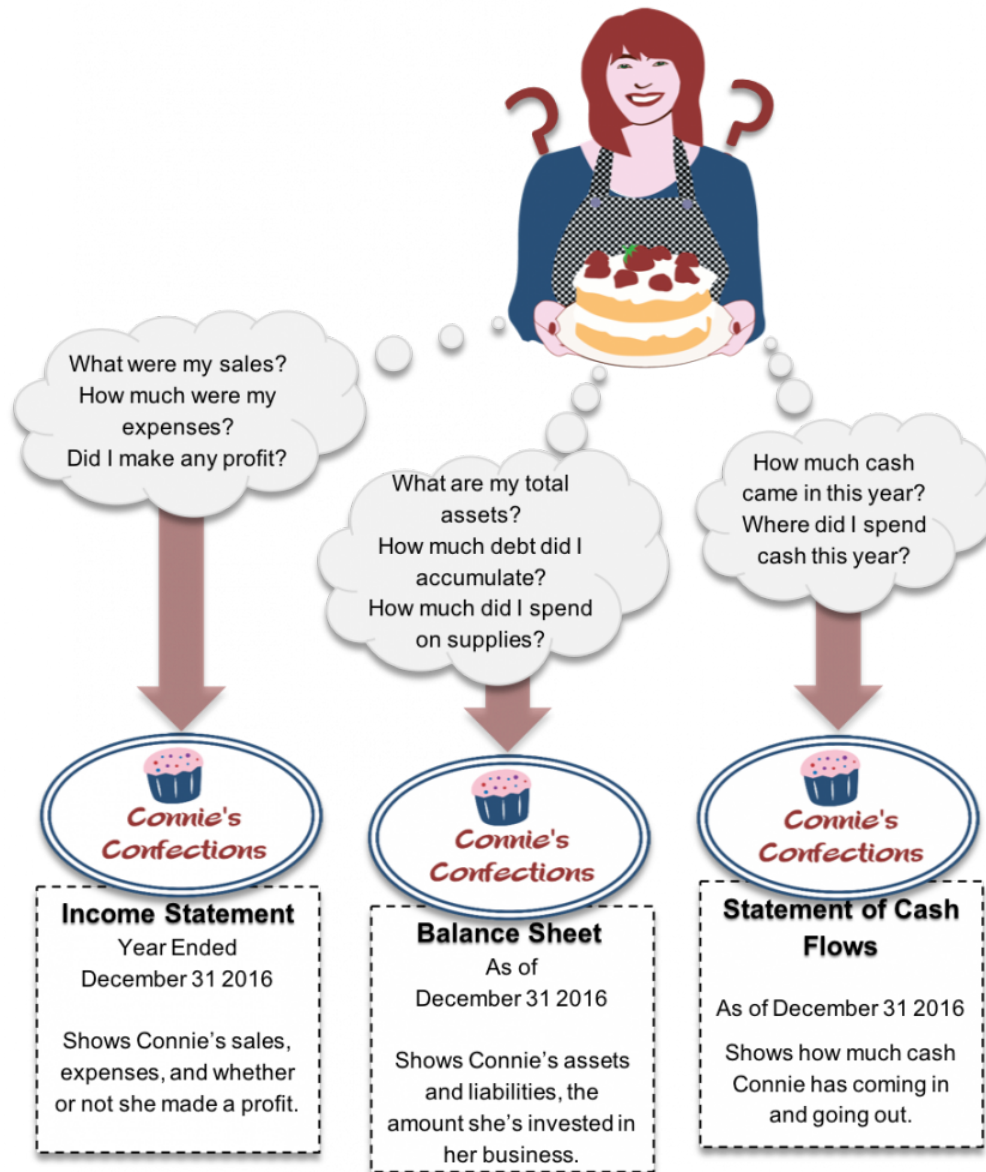 ?
?
What were my sales?
How much were my
expenses?
Did I make any profit?
What are my total
assets?
How much debt did I
accumulate?
How much did I spend
on supplies?
How much cash
came in this year?
Where did I spend
cash this year?
Connie's
Confections
Income Statement
Year Ended
December 31 2016
Shows Connie’s sales,
expenses, and whether
or not she made a profit.
Connie's
Confections
Balance Sheet
As of
December 31 2016
Shows Connie’s assets
and liabilities, the
amount she’s invested in
her business.
Connie's
Confections
Statement of Cash
Flows
As of December 31 2016
Shows how much cash
Connie has coming in
and going out.